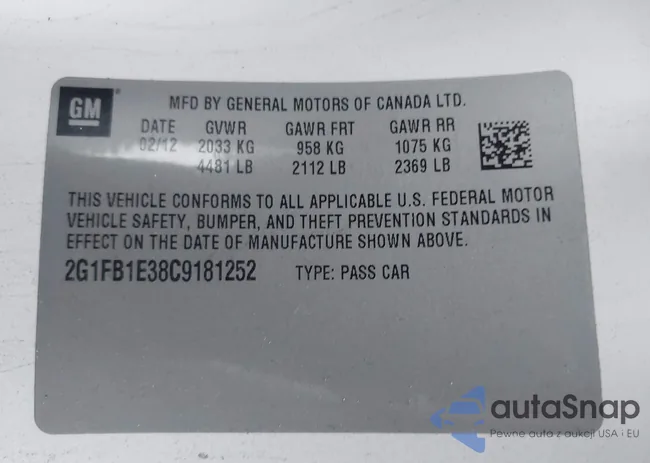 GM
MFD BY GENERAL MOTORS OF CANADA LTD.
DATE GVWR GAWR FRT GAWR RR
02/12 2033 KG 958 KG 1075 KG
4481 LB 2112 LB 2369 LB
THIS VEHICLE CONFORMS TO ALL APPLICABLE U.S. FEDERAL MOTOR
VEHICLE SAFETY, BUMPER, AND THEFT PREVENTION STANDARDS IN
EFFECT ON THE DATE OF MANUFACTURE SHOWN ABOVE.
2G1FB1E38C9181252 TYPE: PASS CAR
autaSnap
Pewne auta z aukcji USA i EU